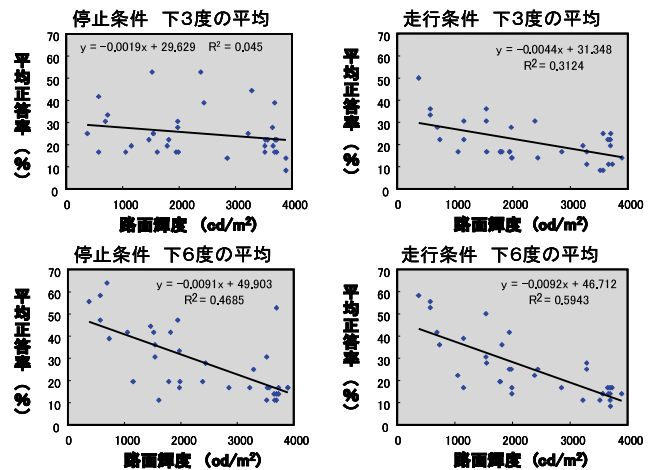 停止条件 下3度の平均
y = -0.0019x + 29.629 R² = 0.045
平均正答率(%)
70
60
50
40
30
20
10
0
0 1000 2000 3000 4000
路面輝度 (cd/m²)
走行条件 下3度の平均
y = -0.0044x + 31.348
R² = 0.3124
平均正答率(%)
70
60
50
40
30
20
10
0
0 1000 2000 3000 4000
路面輝度 (cd/m²)
停止条件 下6度の平均
y = -0.0091x + 49.903
R² = 0.4685
平均正答率(%)
70
60
50
40
30
20
10
0
0 1000 2000 3000 4000
路面輝度 (cd/m²)
走行条件 下6度の平均
y = -0.0092x + 46.712
R² = 0.5943
平均正答率(%)
70
60
50
40
30
20
10
0
0 1000 2000 3000 4000
路面輝度 (cd/m²)